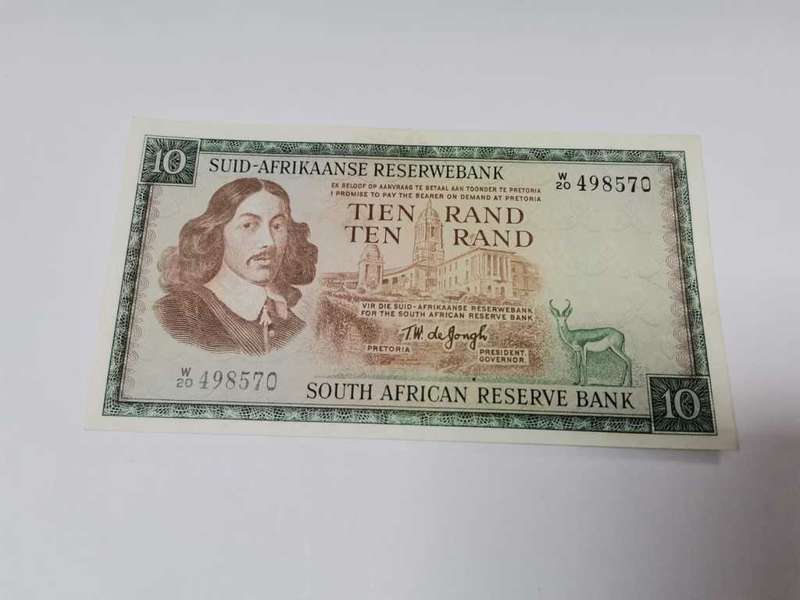 10
SUID-AFRIKAANSE RESERWEBANK
W/20 498570
EK BELOOF OP AANVRAAG TE BETAAL AAN TOONDER TE PRETORIA
I PROMISE TO PAY THE BEARER ON DEMAND AT PRETORIA
TIEN RAND
TEN RAND
VIR DIE SUID-AFRIKAANSE RESERWEBANK
FOR THE SOUTH AFRICAN RESERVE BANK
T.W. de Jongh
PRETORIA
PRESIDENT.
GOVERNOR.
W/20 498570
SOUTH AFRICAN RESERVE BANK
10